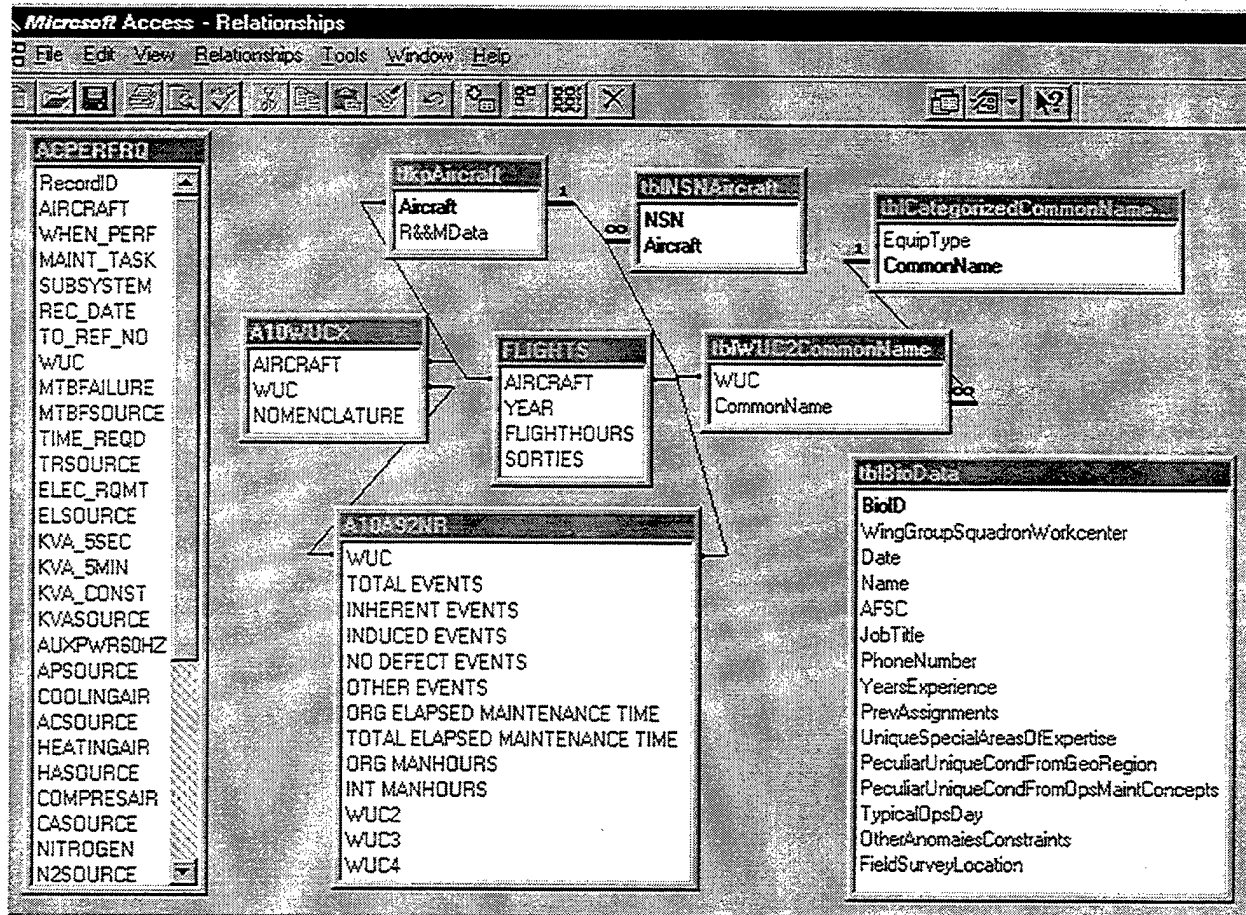 Microsoft Access - Relationships
File Edit View Relationships Tools Window Help
ACPERFRQ
RecordID
AIRCRAFT
WHEN_PERF
MAINT_TASK
SUBSYSTEM
REC_DATE
TO_REF_NO
WUC
MTBFAILURE
MTBFSOURCE
TIME_REQD
TRSOURCE
ELEC_RQMT
ELSOURCE
KVA_5SEC
KVA_5MIN
KVA_CONST
KVASOURCE
AUXPWR60HZ
APSOURCE
COOLINGAIR
ACSOURCE
HEATINGAIR
HASOURCE
COMPRESAIR
CASOURCE
NITROGEN
N2SOURCE
tlkpAircraft
Aircraft
R&&MData
1
∞
tblNSNAircraft
NSN
Aircraft
tblCategorizedCommonName...
1
EquipType
CommonName
A10WUCX
AIRCRAFT
WUC
NOMENCLATURE
FLIGHTS
AIRCRAFT
YEAR
FLIGHTHOURS
SORTIES
tblWUC2CommonName
WUC
CommonName
∞
A10A92NR
WUC
TOTAL EVENTS
INHERENT EVENTS
INDUCED EVENTS
NO DEFECT EVENTS
OTHER EVENTS
ORG ELAPSED MAINTENANCE TIME
TOTAL ELAPSED MAINTENANCE TIME
ORG MANHOURS
INT MANHOURS
WUC2
WUC3
WUC4
tblBioData
BioID
WingGroupSquadronWorkcenter
Date
Name
AFSC
JobTitle
PhoneNumber
YearsExperience
PrevAssignments
UniqueSpecialAreasOfExpertise
PeculiarUniqueCondFromGeoRegion
PeculiarUniqueCondFromOpsMaintConcepts
TypicalOpsDay
OtherAnomaiesConstraints
FieldSurveyLocation